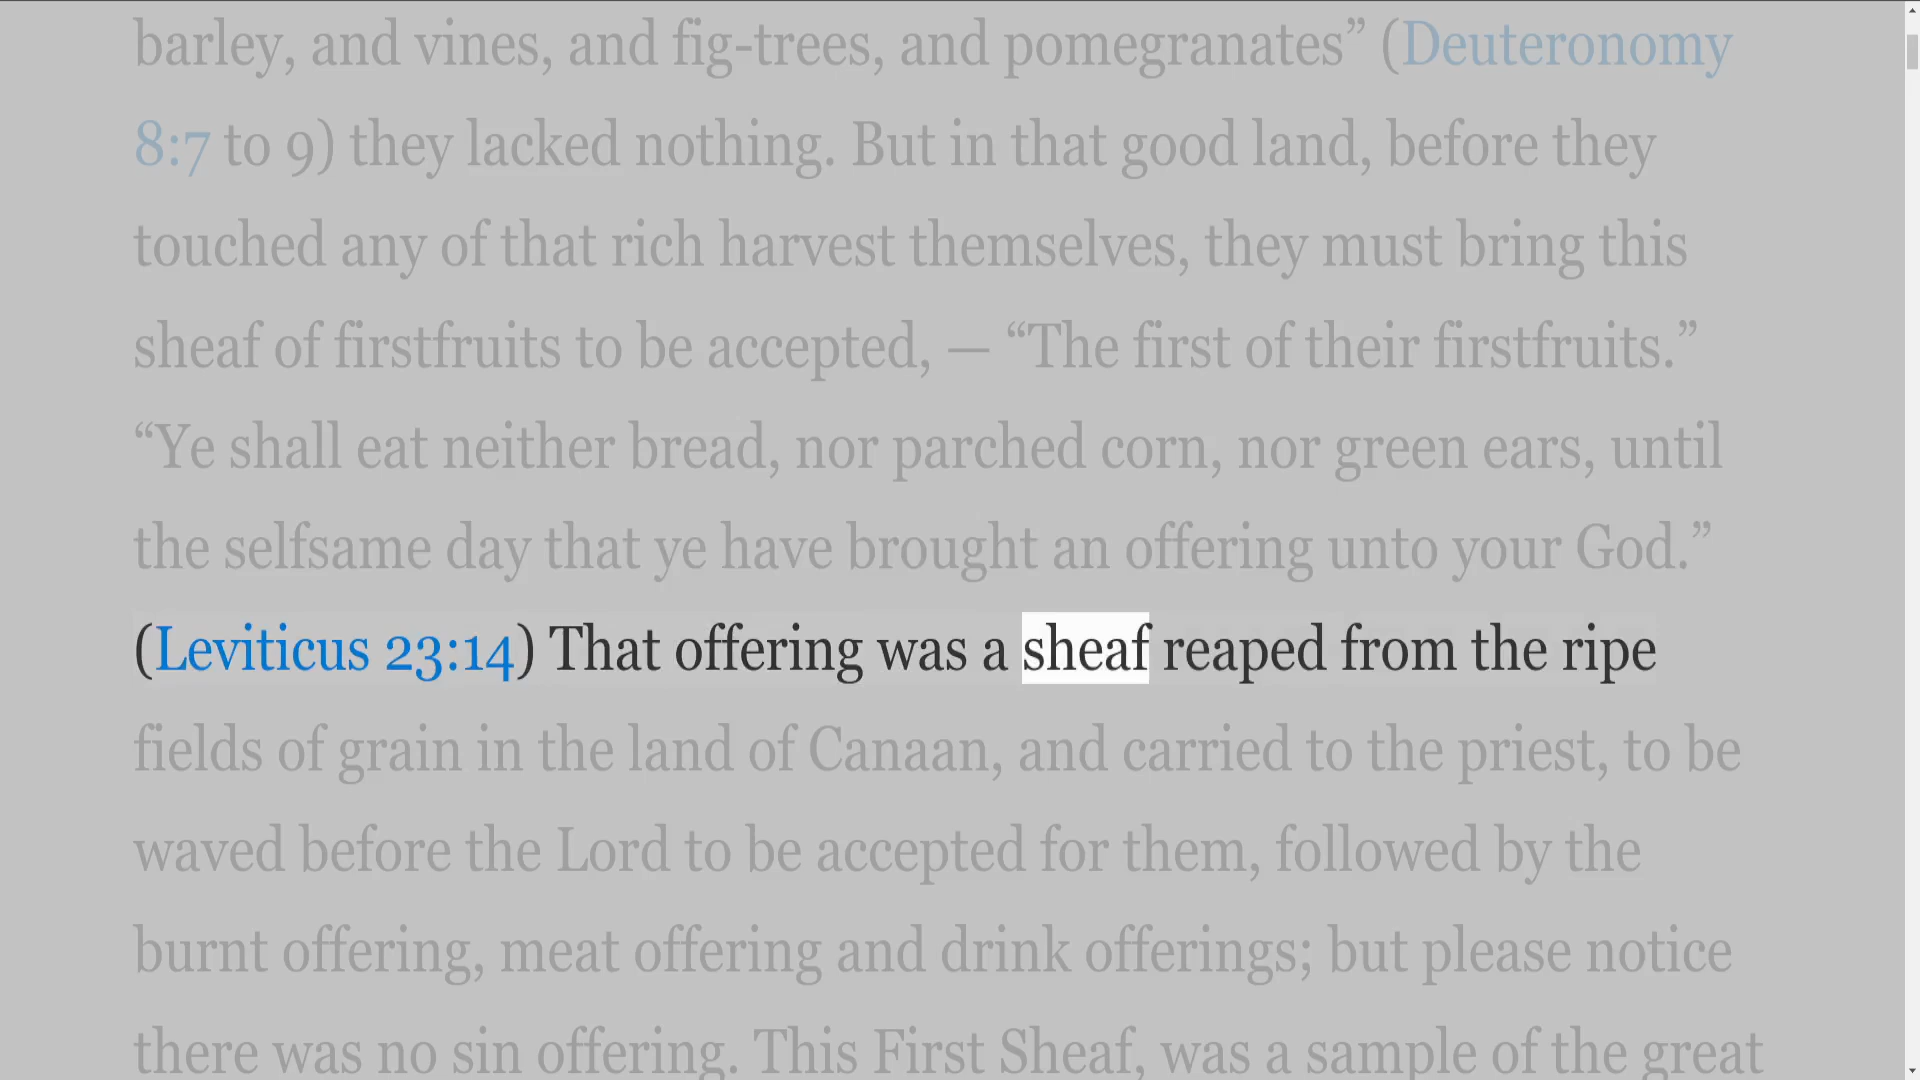 barley, and vines, and fig-trees, and pomegranates” (Deuteronomy
8:7 to 9) they lacked nothing. But in that good land, before they
touched any of that rich harvest themselves, they must bring this
sheaf of firstfruits to be accepted, — “The first of their firstfruits.”
“Ye shall eat neither bread, nor parched corn, nor green ears, until
the selfsame day that ye have brought an offering unto your God.”
(Leviticus 23:14) That offering was a sheaf reaped from the ripe
fields of grain in the land of Canaan, and carried to the priest, to be
waved before the Lord to be accepted for them, followed by the
burnt offering, meat offering and drink offerings; but please notice
there was no sin offering. This First Sheaf, was a sample of the great